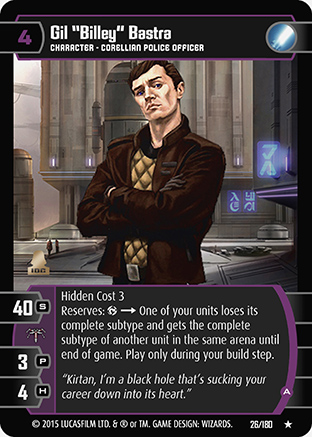 4
Gil "Billey" Bastra
CHARACTER - CORELLIAN POLICE OFFICER
IDC
40 S
3 P
4 H
Hidden Cost 3
Reserves: → One of your units loses its
complete subtype and gets the complete
subtype of another unit in the same arena until
end of game. Play only during your build step.
"Kirtan, I'm a black hole that's sucking your
career down into its heart."
A
© 2015 LUCASFILM LTD. & ® or TM. GAME DESIGN: WIZARDS.
26/180